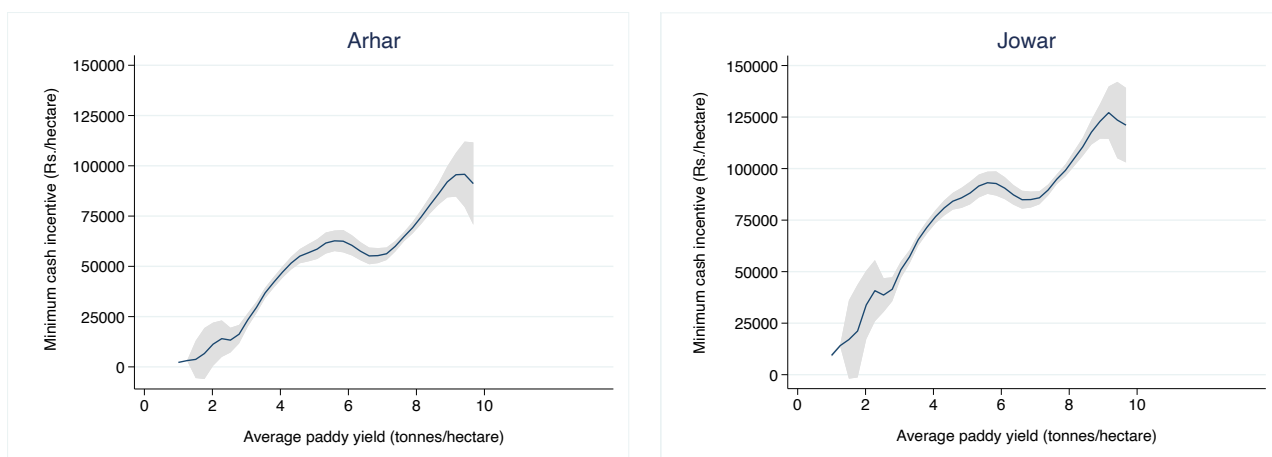 Arhar
Minimum cash incentive (Rs./hectare)
150000
125000
100000
75000
50000
25000
0
0 2 4 6 8 10
Average paddy yield (tonnes/hectare)
Jowar
Minimum cash incentive (Rs./hectare)
150000
125000
100000
75000
50000
25000
0
0 2 4 6 8 10
Average paddy yield (tonnes/hectare)